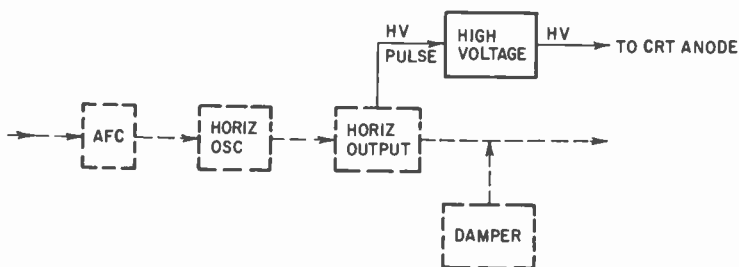 HV
PULSE
HIGH
VOLTAGE
HV
TO CRT ANODE
AFC
HORIZ
OSC
HORIZ
OUTPUT
DAMPER